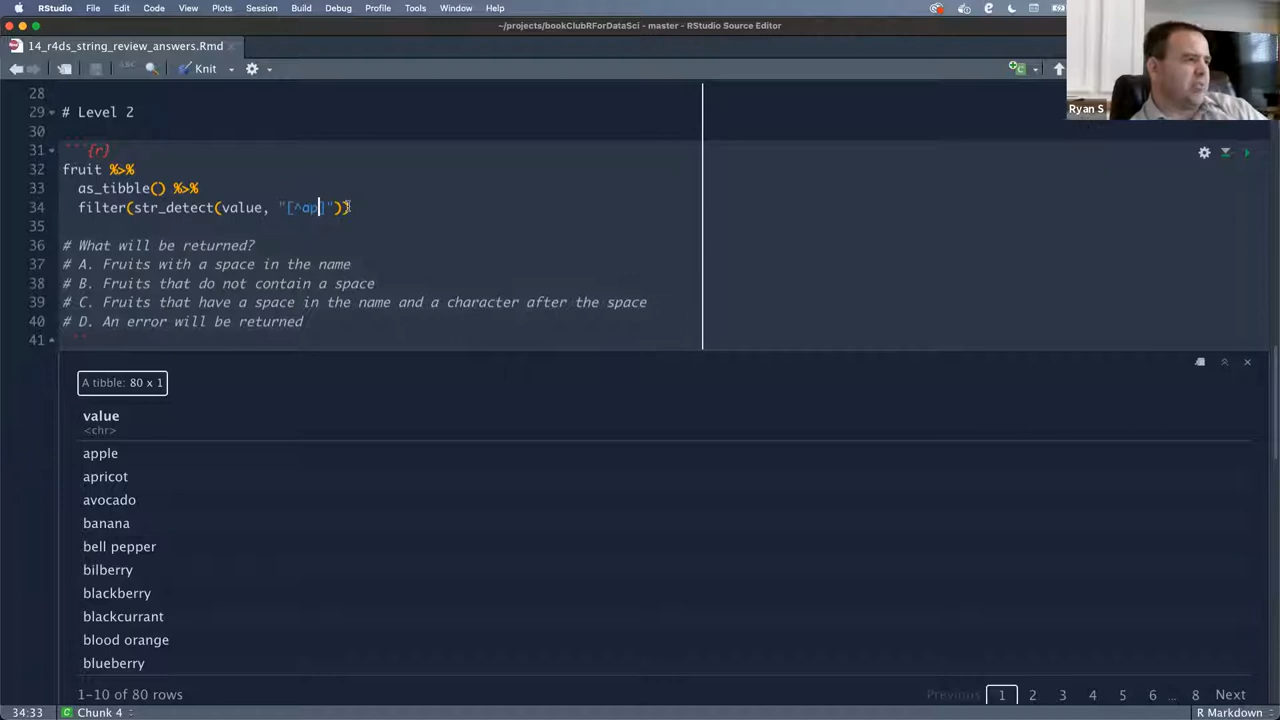 RStudio File Edit Code View Plots Session Build Debug Profile Tools Window Help
~/projects/bookClubRForDataSci - master - RStudio Source Editor
14_r4ds_string_review_answers.Rmd
ABC Knit
Ryan S
28
29 # Level 2
30
31 ```{r}
32 fruit %>%
33 as_tibble() %>%
34 filter(str_detect(value, "[^ap]"))
35
36 # What will be returned?
37 # A. Fruits with a space in the name
38 # B. Fruits that do not contain a space
39 # C. Fruits that have a space in the name and a character after the space
40 # D. An error will be returned
41 ```
A tibble: 80 x 1
value
<chr>
apple
apricot
avocado
banana
bell pepper
bilberry
blackberry
blackcurrant
blood orange
blueberry
1-10 of 80 rows Previous 1 2 3 4 5 6 ... 8 Next
34:33 Chunk 4 R Markdown